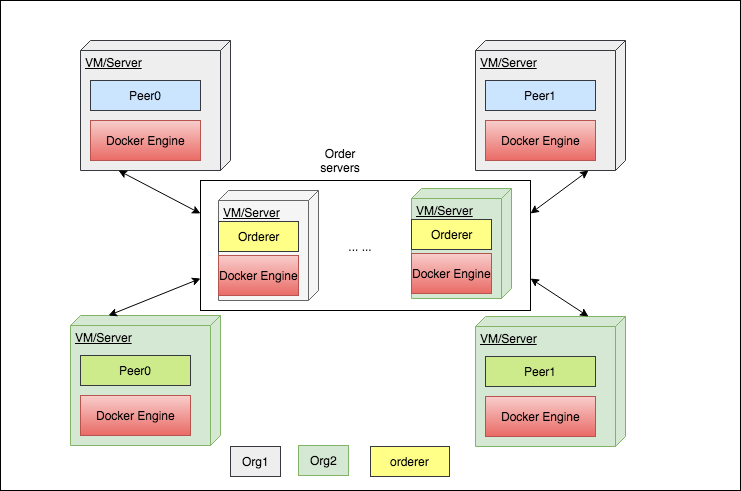 VM/Server
Peer0
Docker Engine
VM/Server
Peer1
Docker Engine
Order
servers
VM/Server
Orderer
Docker Engine
... ...
VM/Server
Orderer
Docker Engine
VM/Server
Peer0
Docker Engine
VM/Server
Peer1
Docker Engine
Org1
Org2
orderer